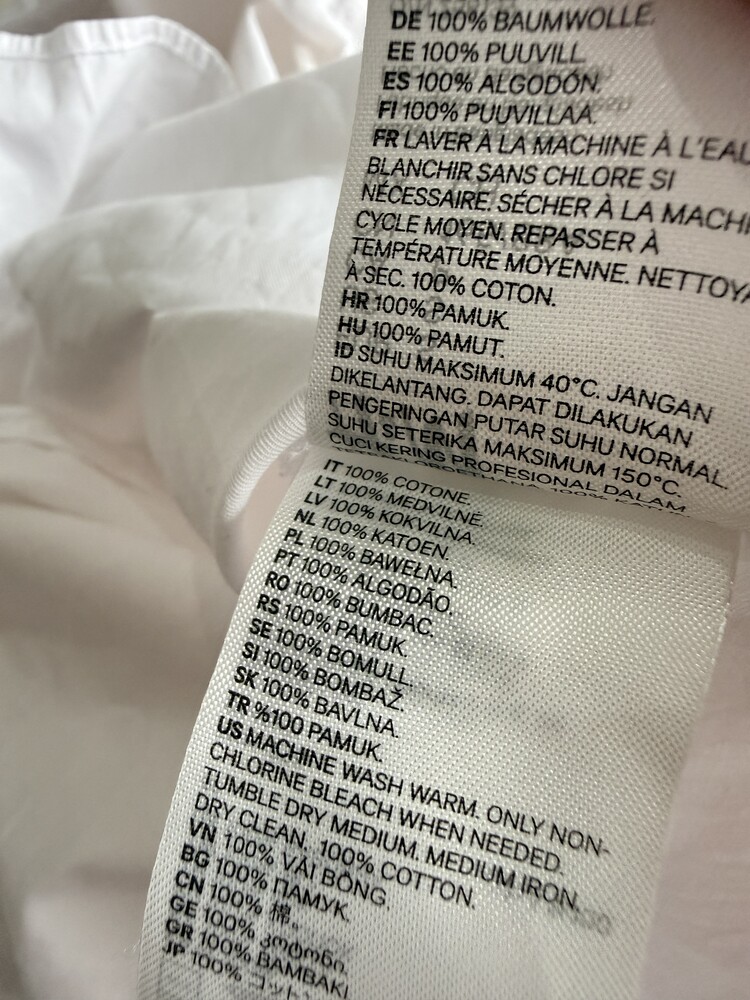 DE 100% BAUMWOLLE.
EE 100% PUUVILL.
ES 100% ALGODÓN.
FI 100% PUUVILLAA.
FR LAVER À LA MACHINE À L'EAU
BLANCHIR SANS CHLORE SI
NÉCESSAIRE. SÉCHER À LA
CYCLE MOYEN. REPASSER À
TEMPÉRATURE MOYENNE.
À SEC. 100% COTON.
HR 100% PAMUK.
HU 100% PAMUT.
ID SUHU MAKSIMUM 40°C. JANGAN
DIKELANTANG. DAPAT DILAKUKAN
PENGERINGAN PUTAR SUHU NORMAL.
SUHU SETERIKA MAKSIMUM 150°C.
CUCI KERING PROFESIONAL DALAM
IT 100% COTONE.
LT 100% MEDVILNĖ.
LV 100% KOKVILNA.
NL 100% KATOEN.
PL 100% BAWEŁNA.
PT 100% ALGODÃO.
RO 100% BUMBAC.
RS 100% PAMUK.
SE 100% BOMULL.
SI 100% BOMBAŽ.
SK 100% BAVLNA.
TR %100 PAMUK.
US MACHINE WASH WARM. ONLY NON-
CHLORINE BLEACH WHEN NEEDED.
TUMBLE DRY MEDIUM. MEDIUM IRON.
DRY CLEAN. 100% COTTON.
VN 100% VẢI BÔNG.
BG 100% ПАМУК.
CN 100% 棉。
GE 100% კოტონი.
GR 100% ΒΑΜΒΑΚΙ
JP 100% コットン